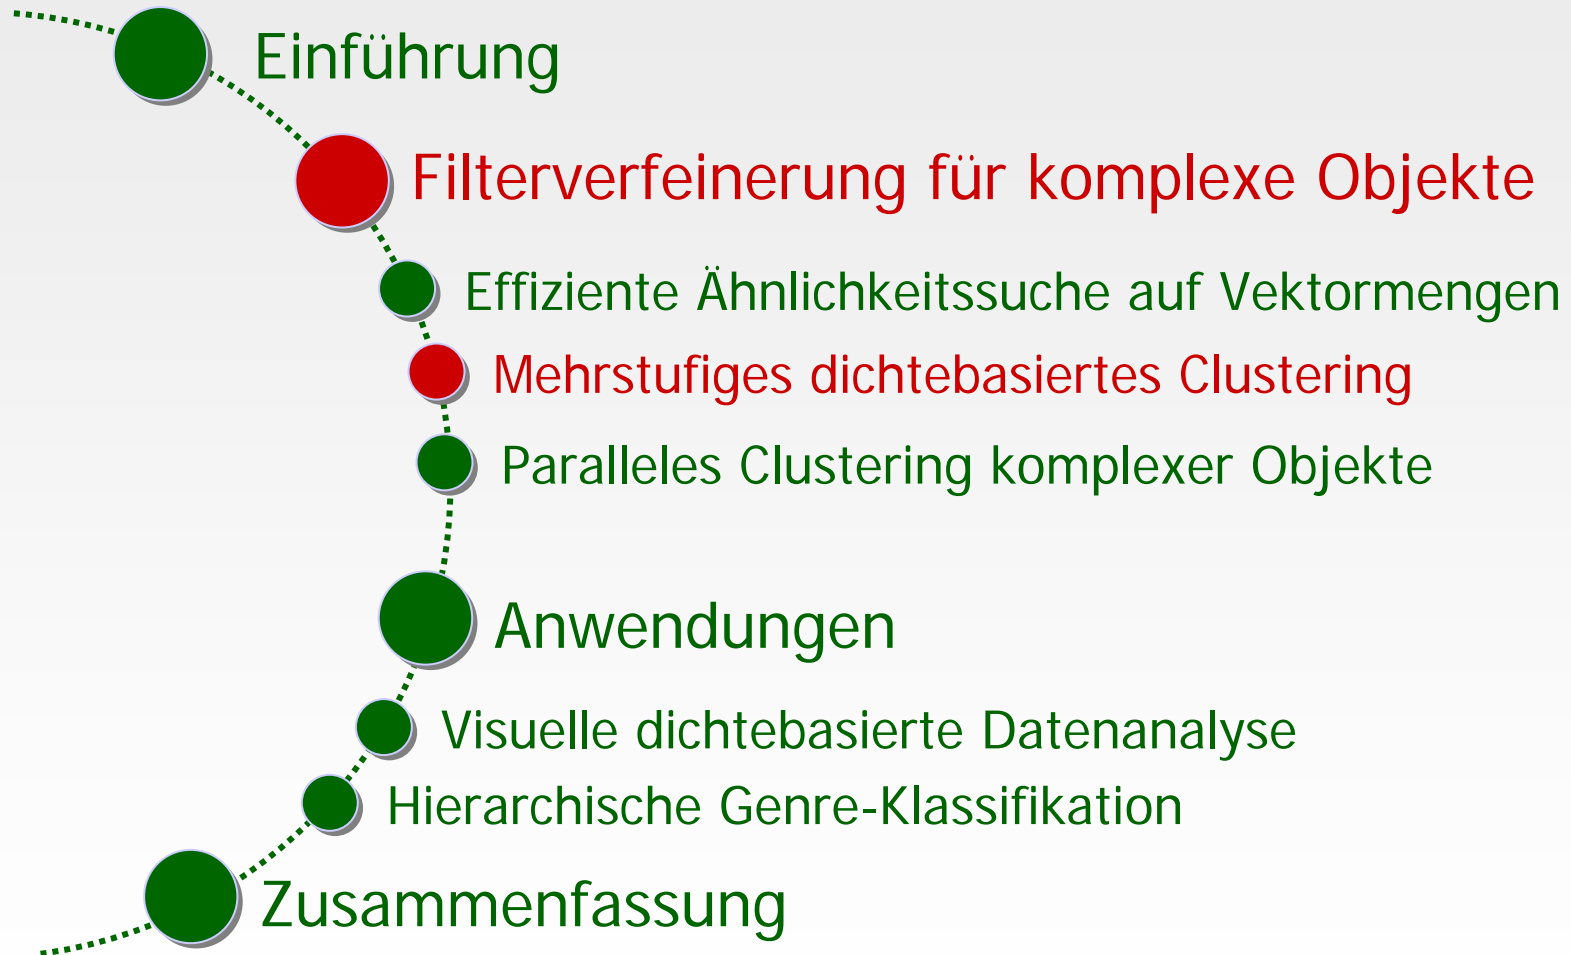 Einführung
Filterverfeinerung für komplexe Objekte
Effiziente Ähnlichkeitssuche auf Vektormengen
Mehrstufiges dichtebasiertes Clustering
Paralleles Clustering komplexer Objekte
Anwendungen
Visuelle dichtebasierte Datenanalyse
Hierarchische Genre-Klassifikation
Zusammenfassung